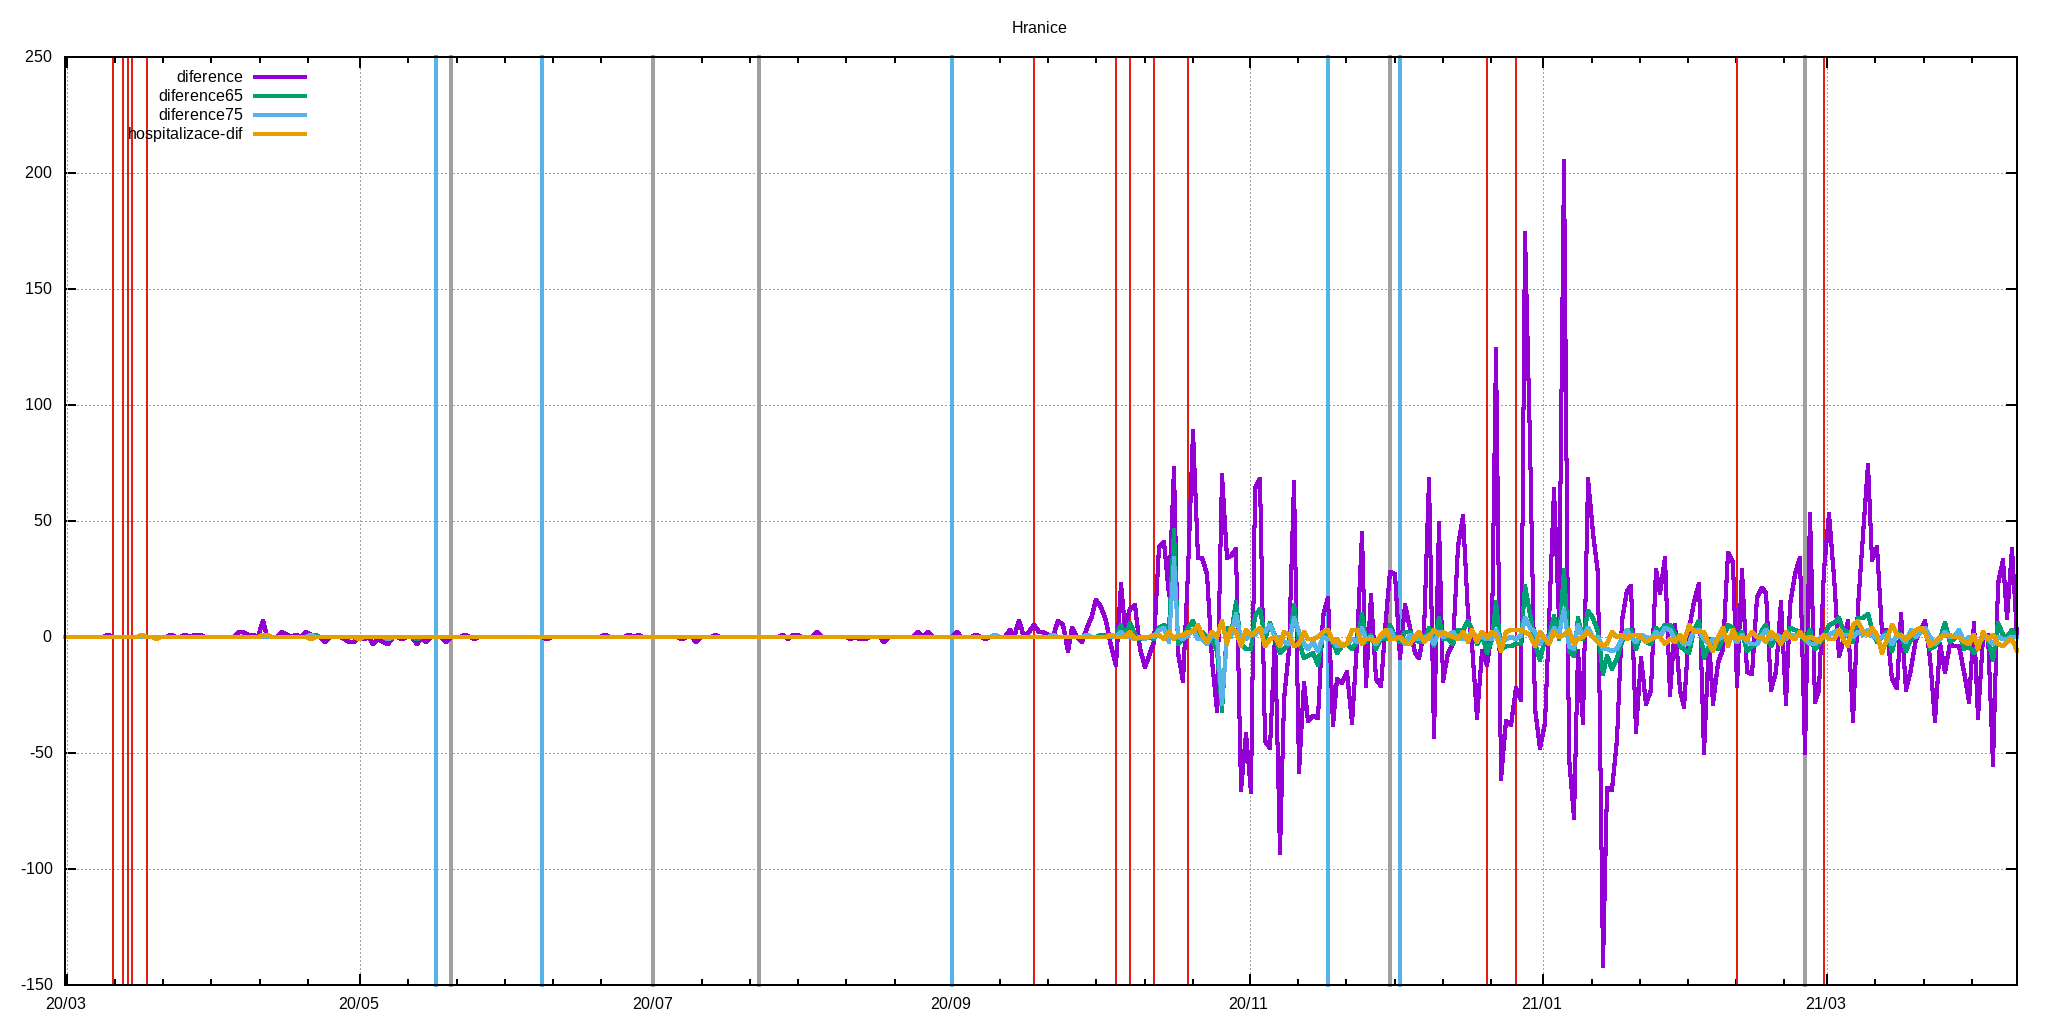 Hranice
250
diference
diference65
diference75
hospitalizace-dif
200
150
100
50
0
-50
-100
-150
20/03 20/05 20/07 20/09 20/11 21/01 21/03